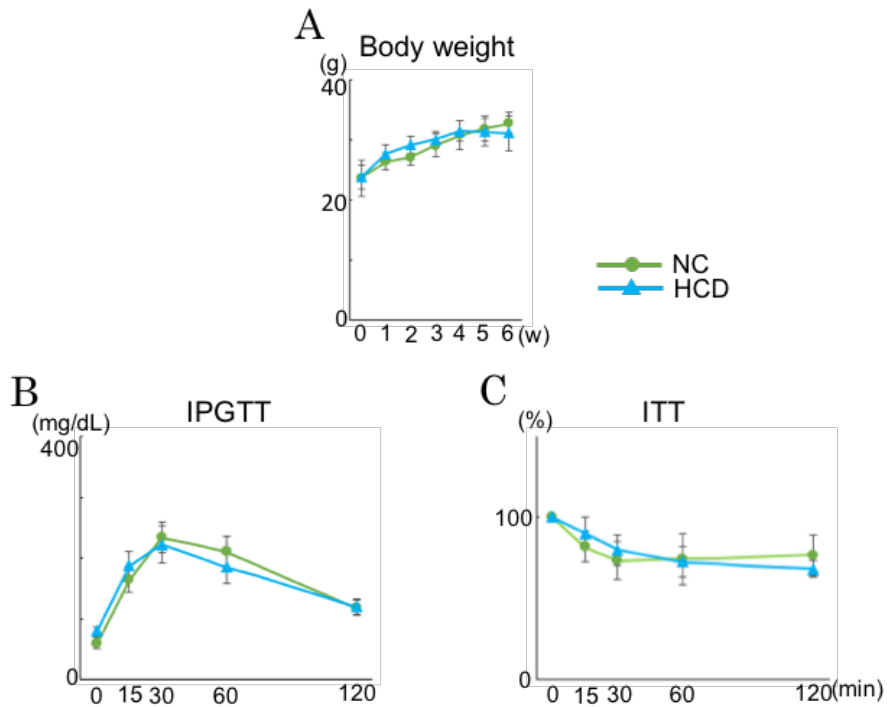 A
Body weight
(g)
40
20
0
0 1 2 3 4 5 6 (w)
NC
HCD
B
IPGTT
(mg/dL)
400
0
0 15 30 60 120
C
ITT
(%)
100
0
0 15 30 60 120 (min)